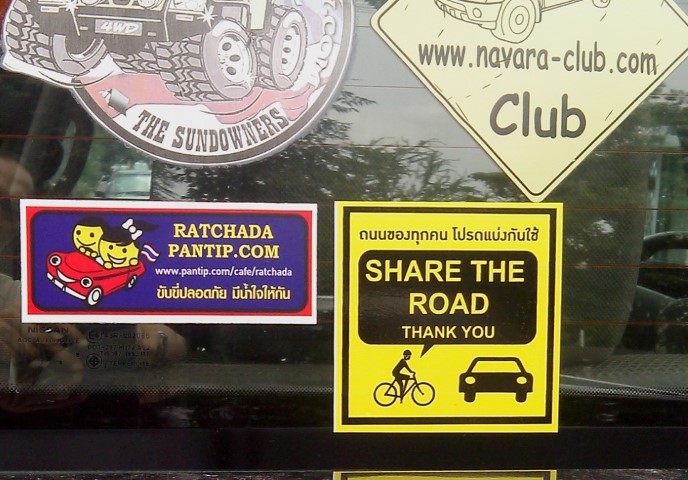 4WD
THE SUNDOWNERS
www.navara-club.com
Club
RATCHADA
PANTIP.COM
www.pantip.com/cafe/ratchada
ขับขี่ปลอดภัย มีน้ำใจให้กัน
ถนนของทุกคน โปรดแบ่งกันใช้
SHARE THE
ROAD
THANK YOU
NISSAN